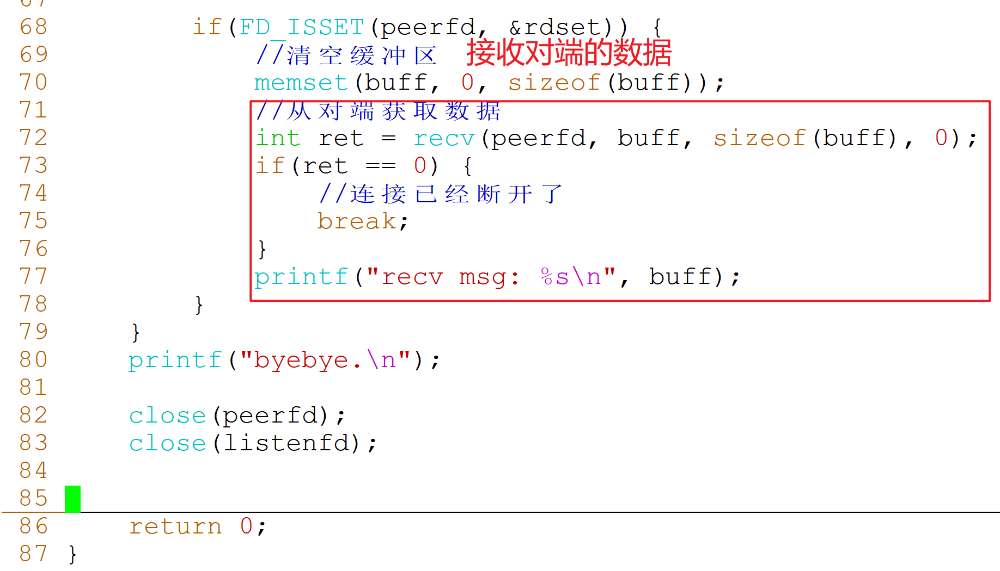 67
68 if(FD_ISSET(peerfd, &rdset)) {
69 //清空缓冲区 接收对端的数据
70 memset(buff, 0, sizeof(buff));
71 //从对端获取数据
72 int ret = recv(peerfd, buff, sizeof(buff), 0);
73 if(ret == 0) {
74 //连接已经断开了
75 break;
76 }
77 printf("recv msg: %s\n", buff);
78 }
79 }
80 printf("byebye.\n");
81
82 close(peerfd);
83 close(listenfd);
84
85
86 return 0;
87 }